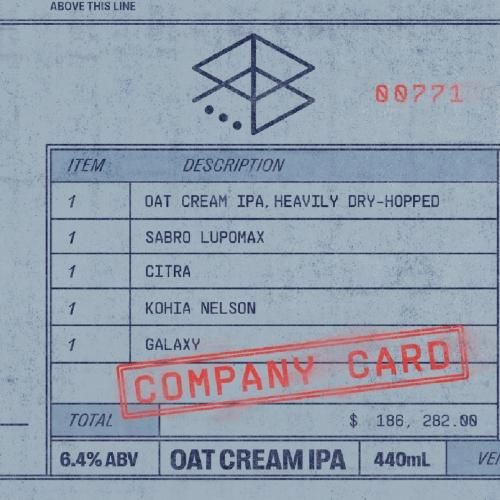 ABOVE THIS LINE
00771
ITEM DESCRIPTION
1 OAT CREAM IPA, HEAVILY DRY-HOPPED
1 SABRO LUPOMAX
1 CITRA
1 KOHIA NELSON
1 GALAXY
COMPANY CARD
TOTAL $ 186, 282.00
6.4% ABV OAT CREAM IPA 440mL